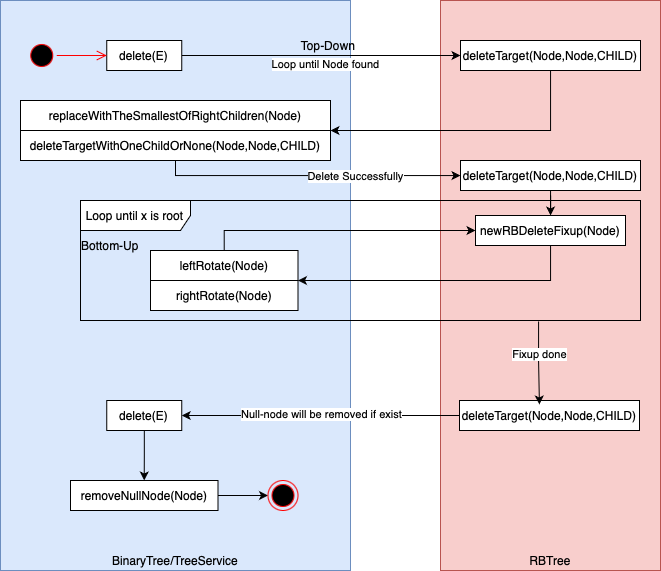 delete(E)
Top-Down
Loop until Node found
deleteTarget(Node,Node,CHILD)
replaceWithTheSmallestOfRightChildren(Node)
deleteTargetWithOneChildOrNone(Node,Node,CHILD)
Delete Successfully
deleteTarget(Node,Node,CHILD)
Loop until x is root
newRBDeleteFixup(Node)
Bottom-Up
leftRotate(Node)
rightRotate(Node)
Fixup done
delete(E)
Null-node will be removed if exist
deleteTarget(Node,Node,CHILD)
removeNullNode(Node)
BinaryTree/TreeService
RBTree